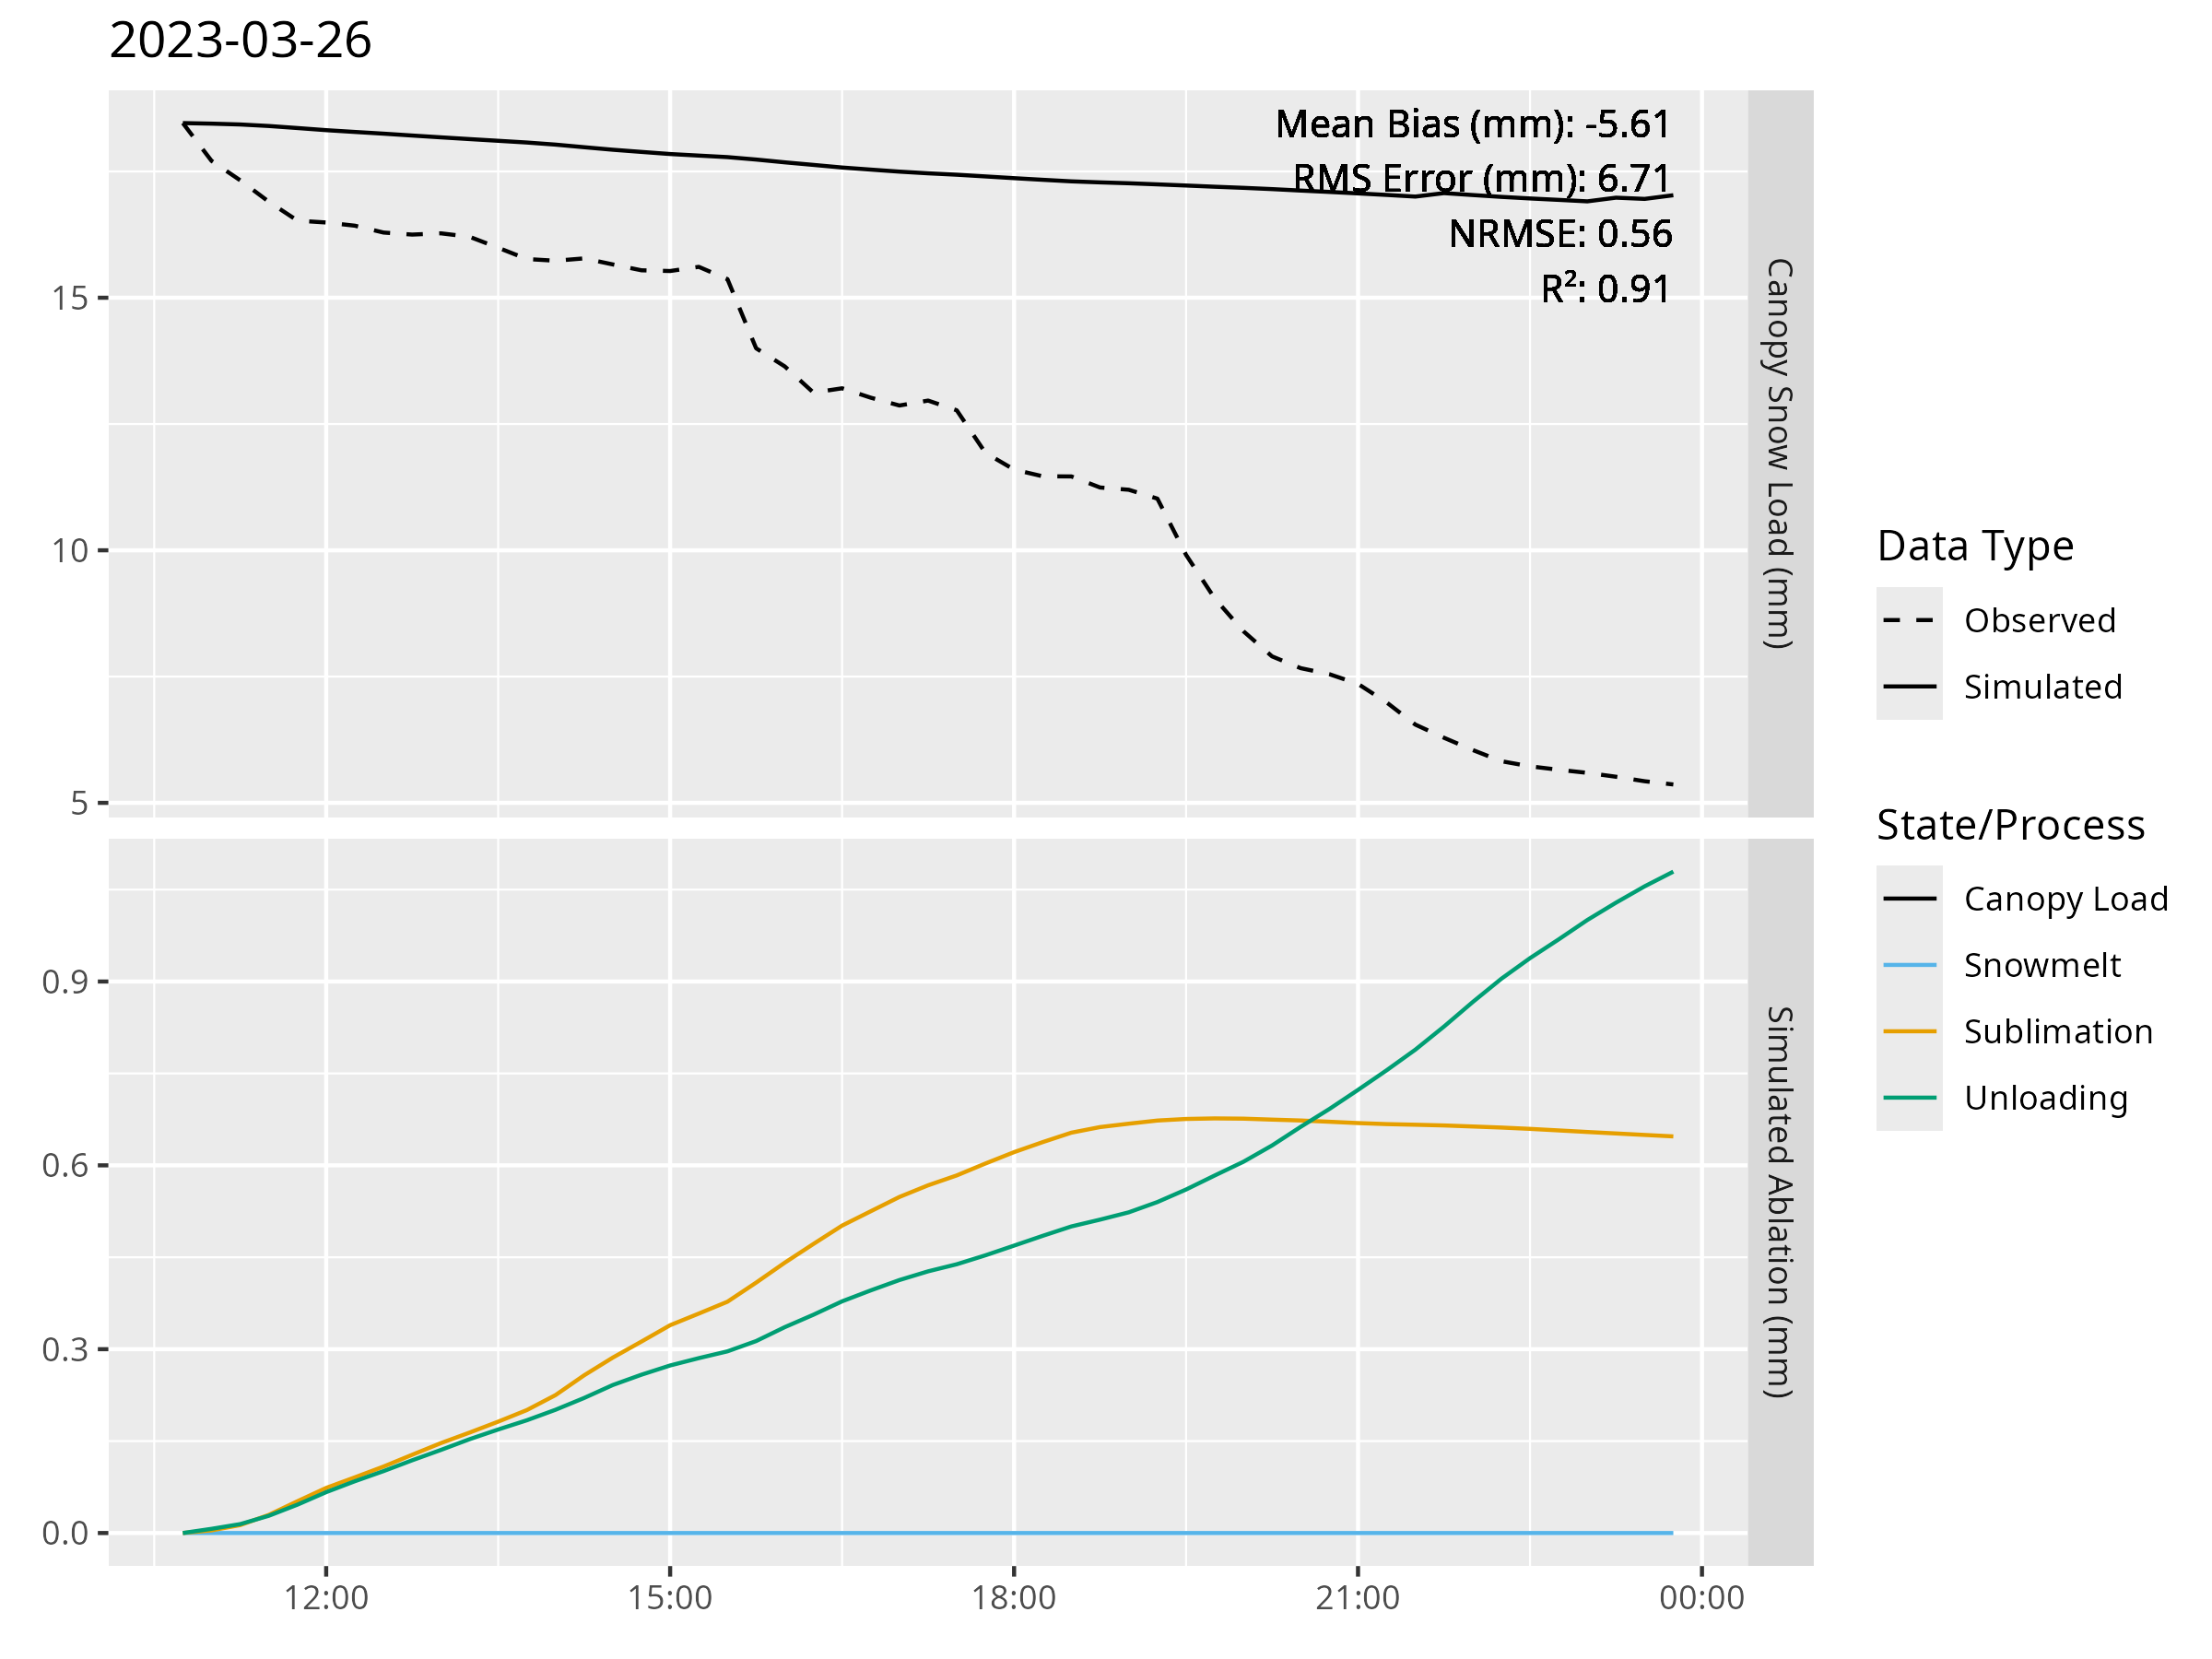 2023-03-26
Mean Bias (mm): -5.61
RMS Error (mm): 6.71
NRMSE: 0.56
R²: 0.91
15
10
5
Canopy Snow Load (mm)
0.9
0.6
0.3
0.0
Simulated Ablation (mm)
12:00
15:00
18:00
21:00
00:00
Data Type
Observed
Simulated
State/Process
Canopy Load
Snowmelt
Sublimation
Unloading